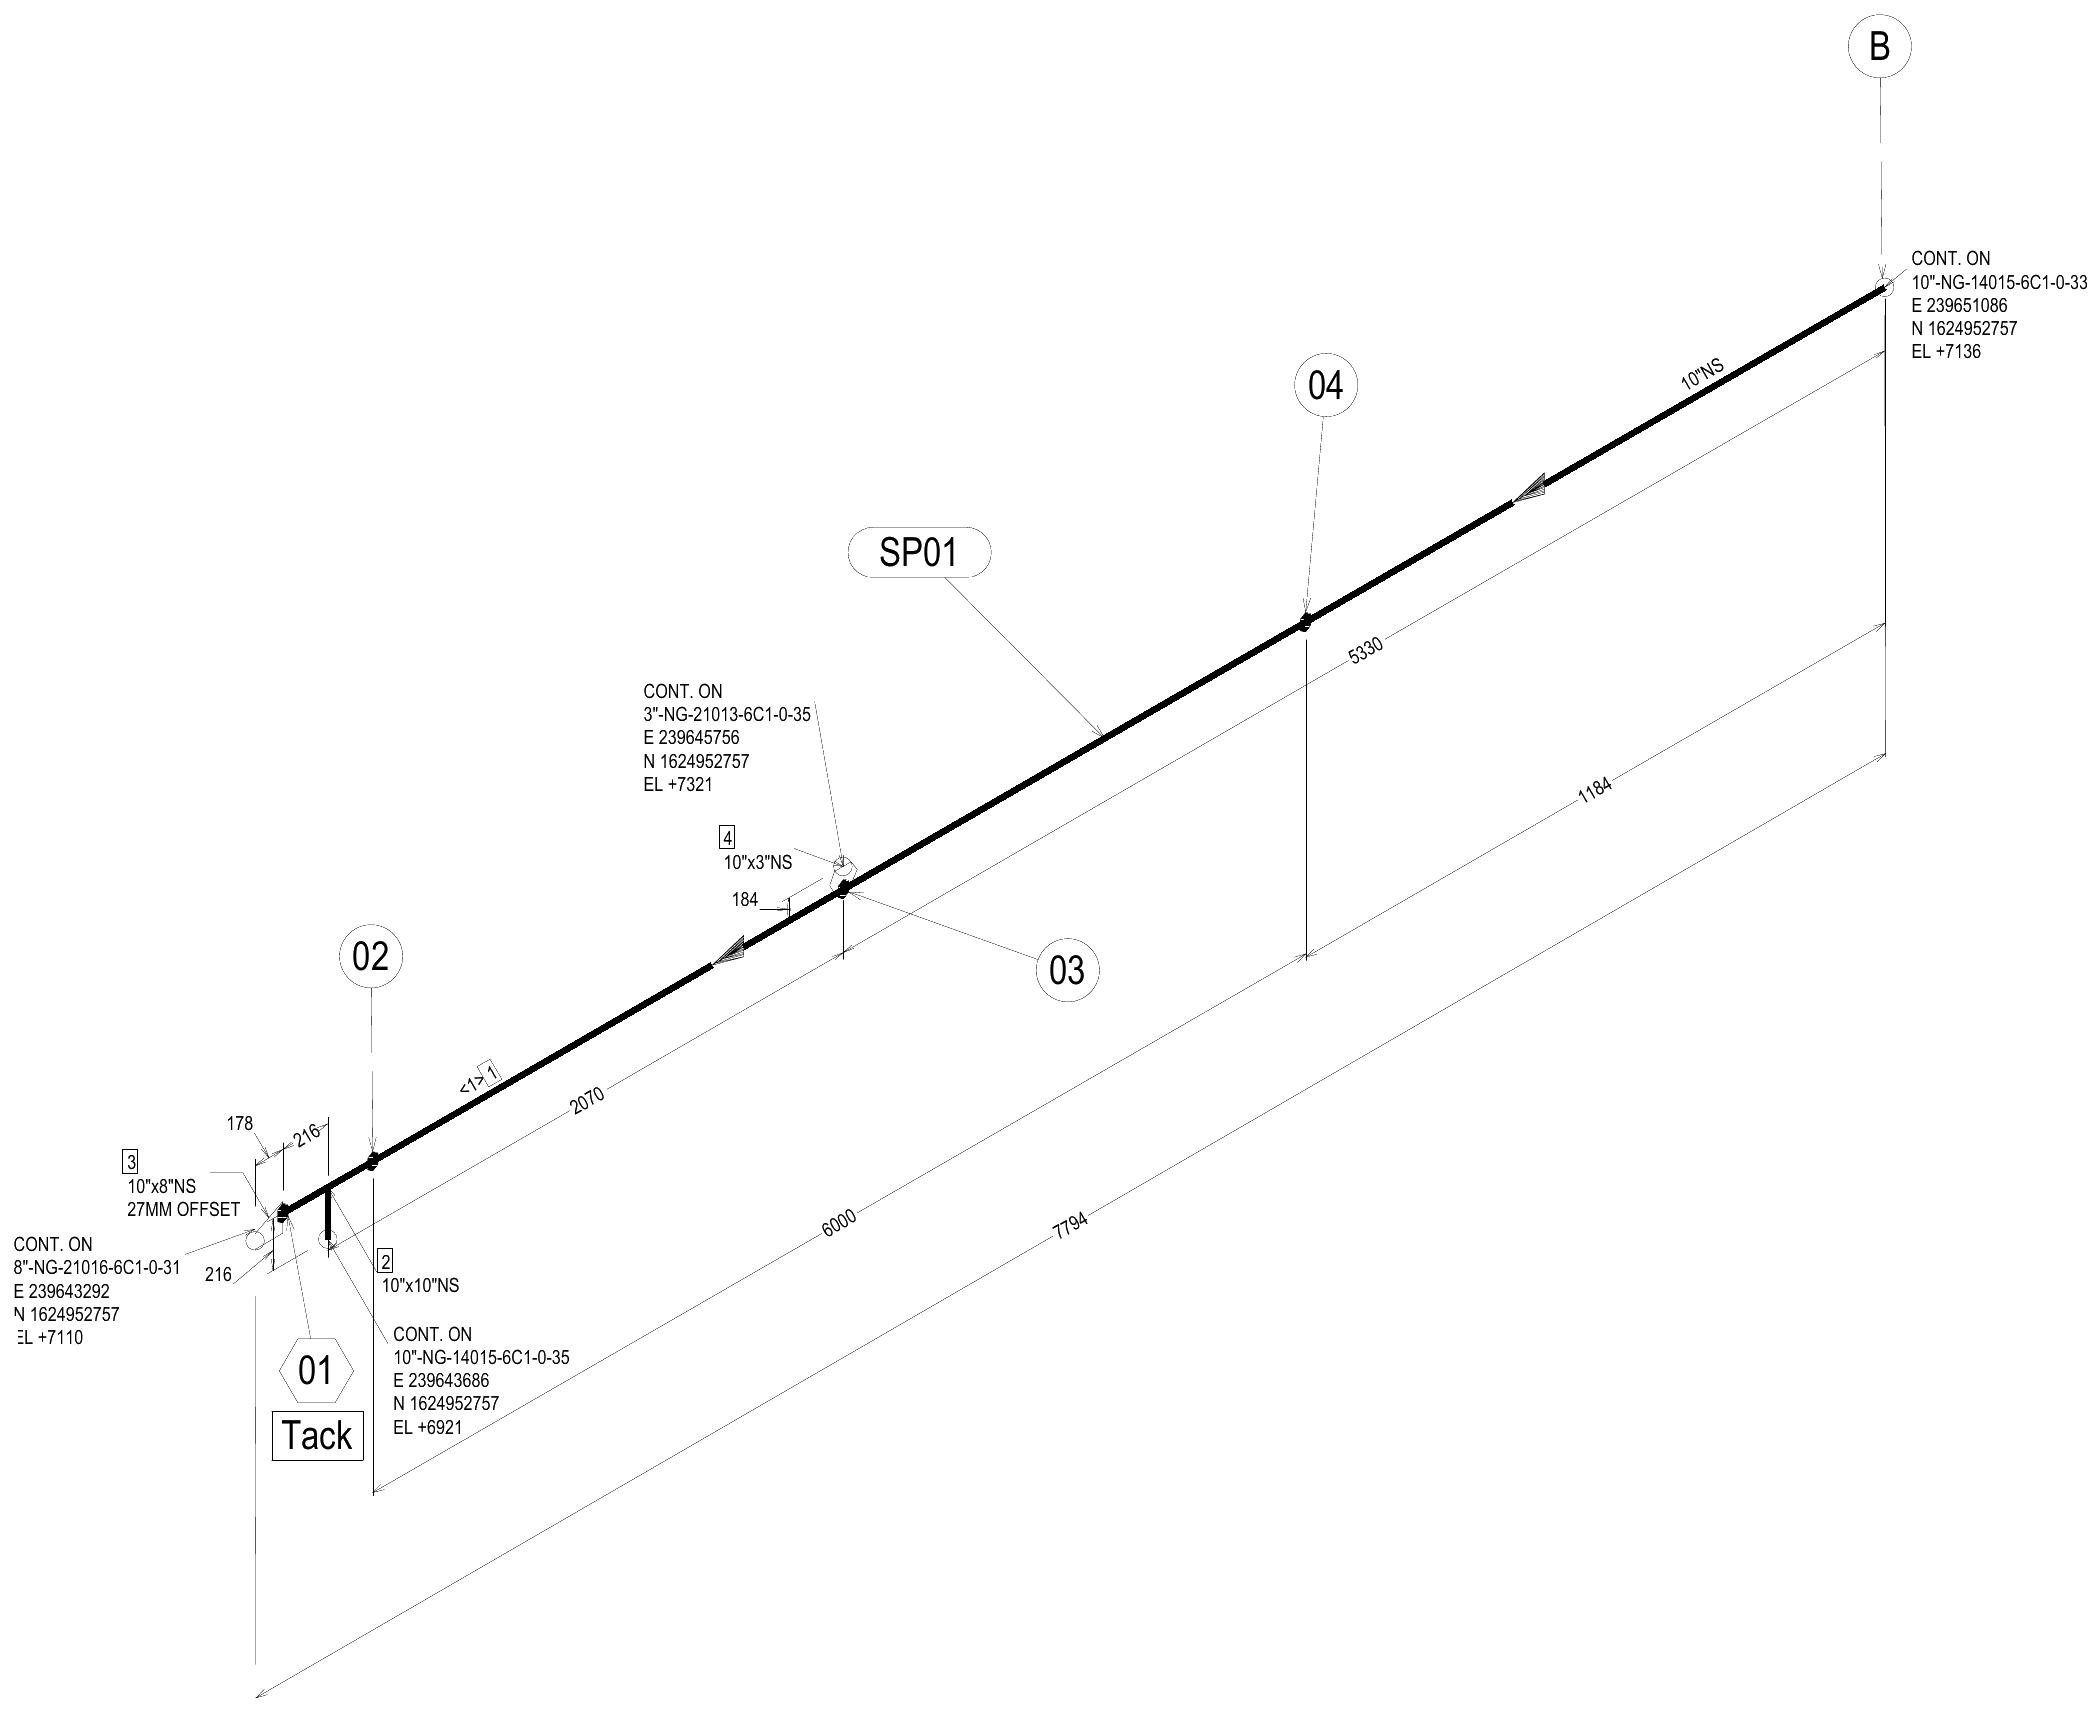 B
CONT. ON
10"-NG-14015-6C1-0-33
E 239651086
N 1624952757
EL +7136
10"NS
04
SP01
5330
CONT. ON
3"-NG-21013-6C1-0-35
E 239645756
N 1624952757
EL +7321
1184
4
10"x3"NS
184
02
03
<1>1
2070
178
216
3
10"x8"NS
27MM OFFSET
6000
7794
CONT. ON
8"-NG-21016-6C1-0-31
E 239643292
N 1624952757
EL +7110
216
2
10"x10"NS
CONT. ON
10"-NG-14015-6C1-0-35
E 239643686
N 1624952757
EL +6921
01
Tack